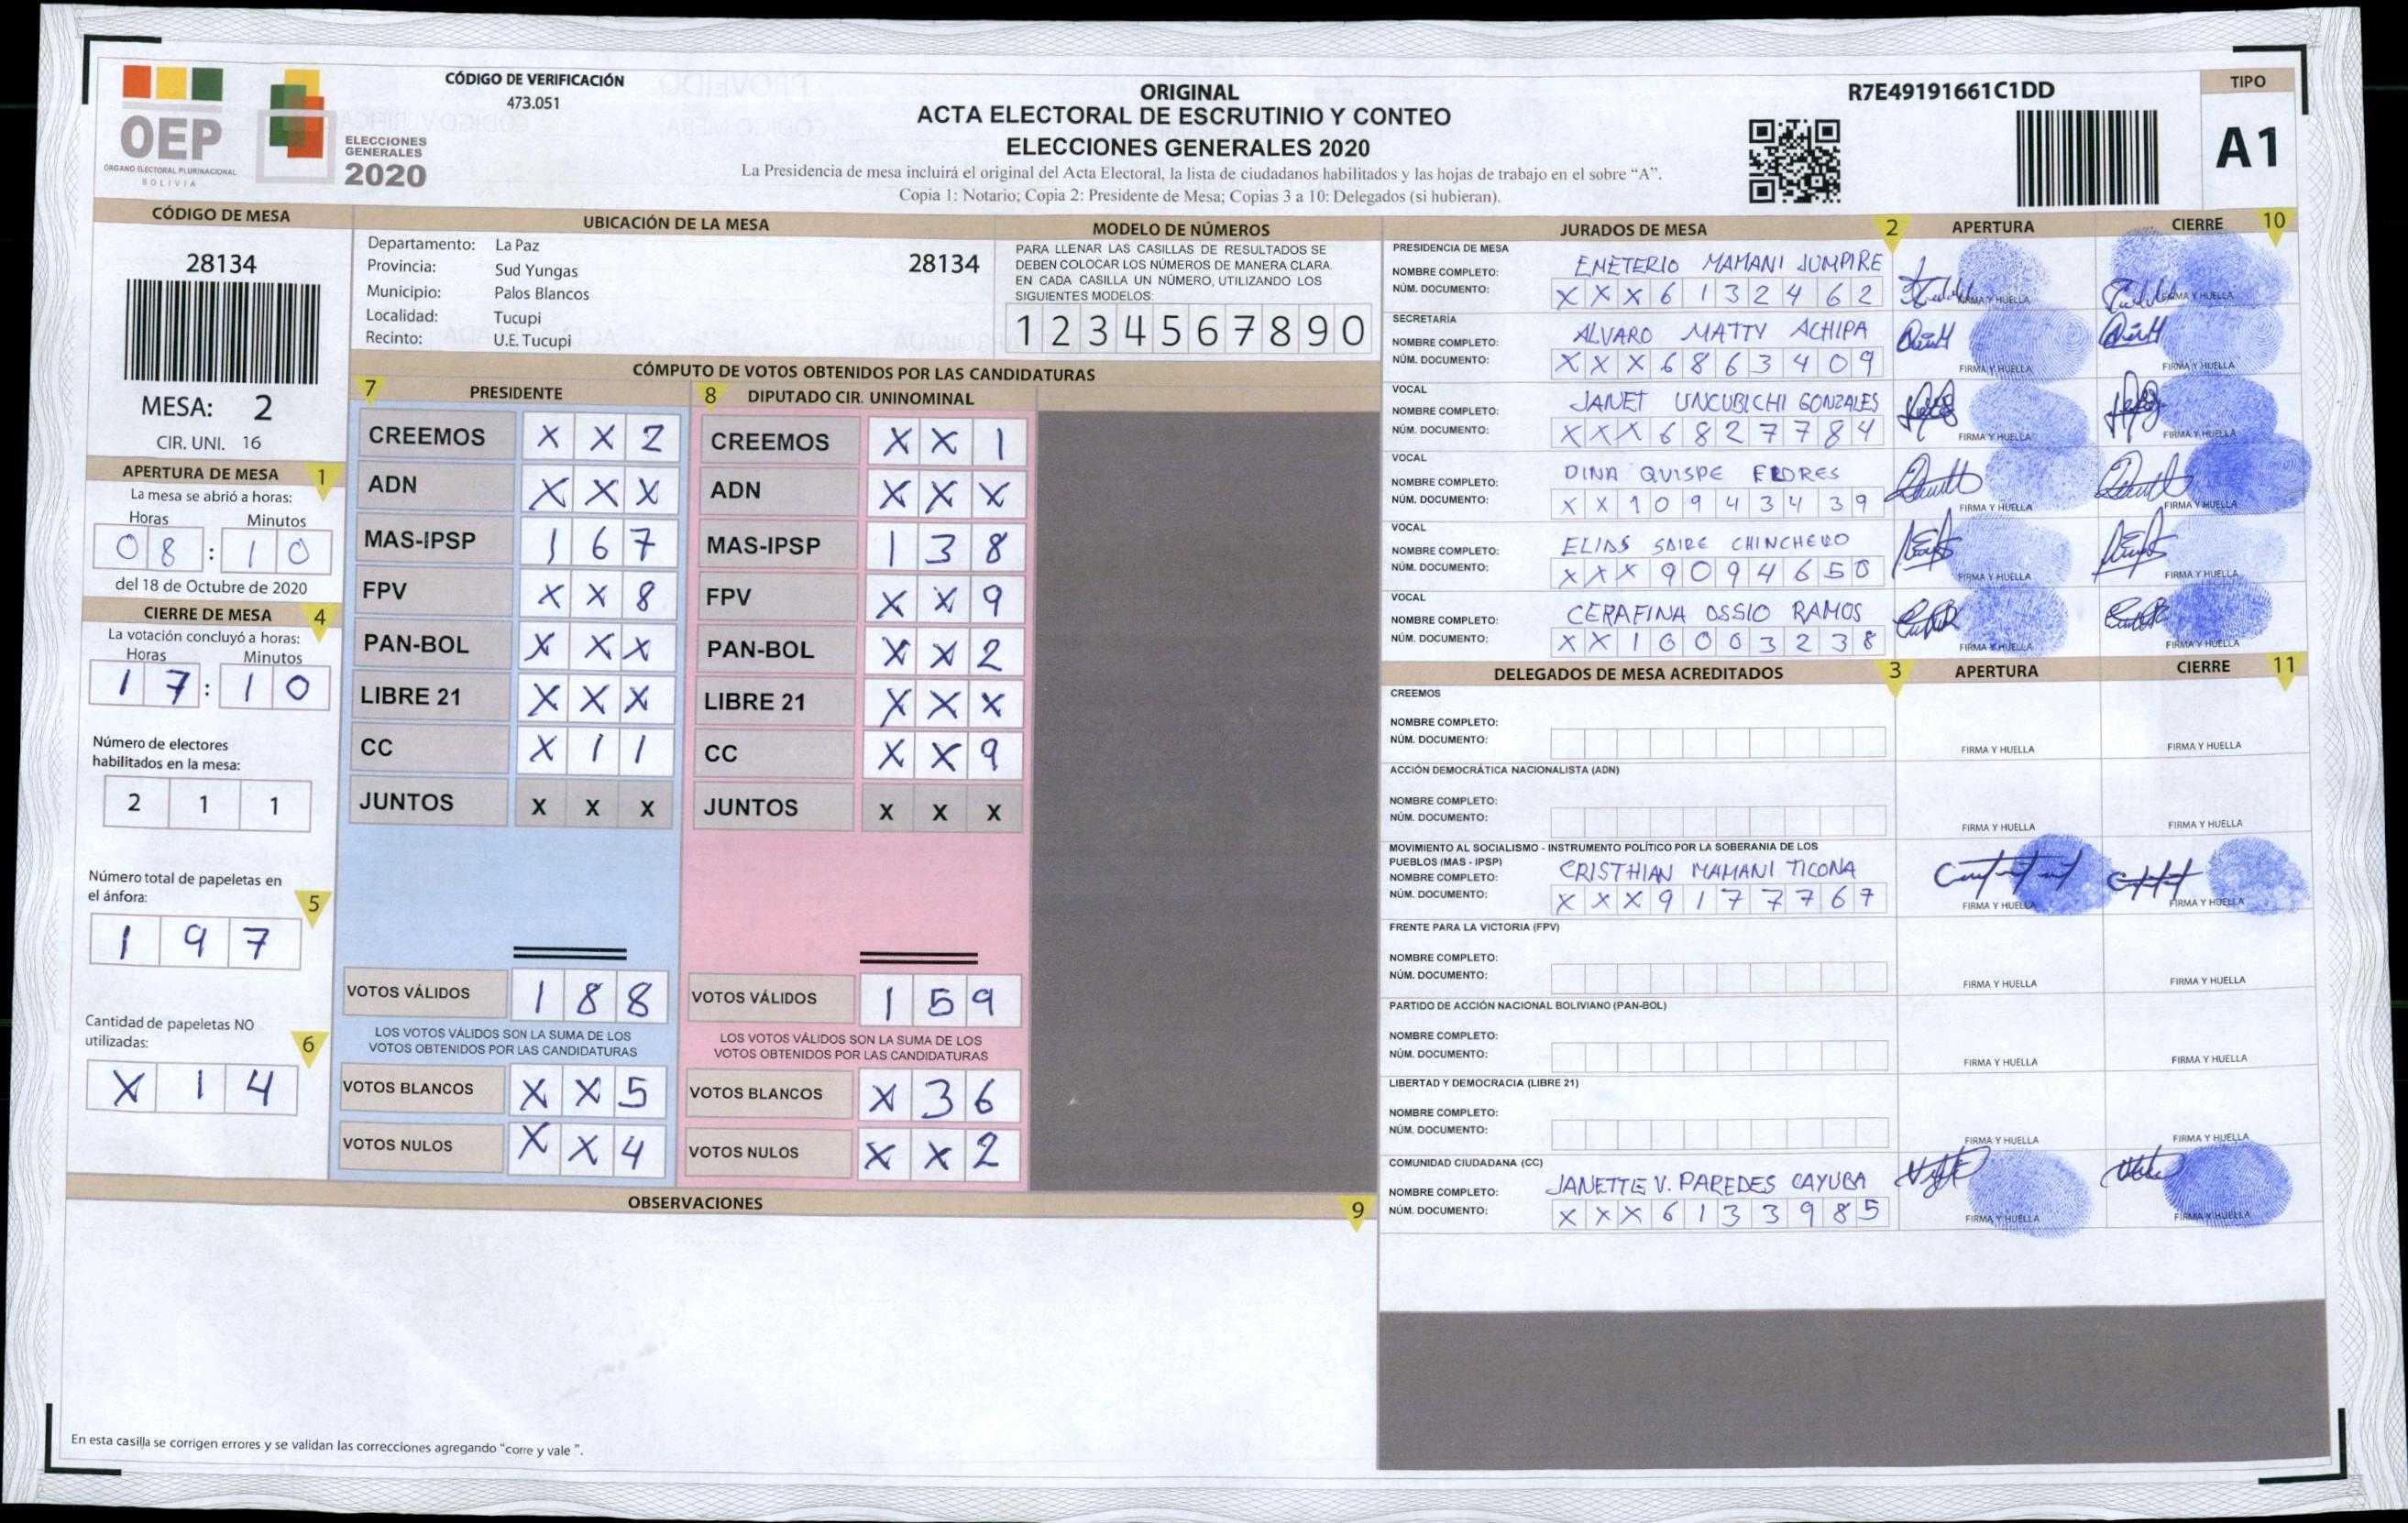 OEP
ÓRGANO ELECTORAL PLURINACIONAL
BOLIVIA
ELECCIONES
GENERALES
2020
CÓDIGO DE VERIFICACIÓN
473.051
ORIGINAL
ACTA ELECTORAL DE ESCRUTINIO Y CONTEO
ELECCIONES GENERALES 2020
La Presidencia de mesa incluirá el original del Acta Electoral, la lista de ciudadanos habilitados y las hojas de trabajo en el sobre “A”.
Copia 1: Notario; Copia 2: Presidente de Mesa; Copias 3 a 10: Delegados (si hubieran).
R7E49191661C1DD
TIPO
A1
CÓDIGO DE MESA
28134
MESA: 2
CIR. UNI. 16
APERTURA DE MESA 1
La mesa se abrió a horas:
Horas Minutos
0 8 : 1 0
del 18 de Octubre de 2020
CIERRE DE MESA 4
La votación concluyó a horas:
Horas Minutos
1 7 : 1 0
Número de electores
habilitados en la mesa:
2 1 1
Número total de papeletas en
el ánfora: 5
1 9 7
Cantidad de papeletas NO
utilizadas: 6
X 1 4
UBICACIÓN DE LA MESA
Departamento: La Paz
Provincia: Sud Yungas 28134
Municipio: Palos Blancos
Localidad: Tucupi
Recinto: U.E. Tucupi
MODELO DE NÚMEROS
PARA LLENAR LAS CASILLAS DE RESULTADOS SE
DEBEN COLOCAR LOS NÚMEROS DE MANERA CLARA.
EN CADA CASILLA UN NÚMERO, UTILIZANDO LOS
SIGUIENTES MODELOS:
1 2 3 4 5 6 7 8 9 0
CÓMPUTO DE VOTOS OBTENIDOS POR LAS CANDIDATURAS
7 PRESIDENTE
CREEMOS X X 2
ADN X X X
MAS-IPSP 1 6 7
FPV X X 8
PAN-BOL X X X
LIBRE 21 X X X
CC X 1 1
JUNTOS X X X
VOTOS VÁLIDOS 1 8 8
LOS VOTOS VÁLIDOS SON LA SUMA DE LOS
VOTOS OBTENIDOS POR LAS CANDIDATURAS
VOTOS BLANCOS X X 5
VOTOS NULOS X X 4
8 DIPUTADO CIR. UNINOMINAL
CREEMOS X X 1
ADN X X X
MAS-IPSP 1 3 8
FPV X X 9
PAN-BOL X X 2
LIBRE 21 X X X
CC X X 9
JUNTOS X X X
VOTOS VÁLIDOS 1 5 9
LOS VOTOS VÁLIDOS SON LA SUMA DE LOS
VOTOS OBTENIDOS POR LAS CANDIDATURAS
VOTOS BLANCOS X 3 6
VOTOS NULOS X X 2
OBSERVACIONES 9
En esta casilla se corrigen errores y se validan las correcciones agregando “corre y vale ”.
JURADOS DE MESA 2 APERTURA CIERRE 10
PRESIDENCIA DE MESA
NOMBRE COMPLETO: EMETERIO MAMANI JUMPIRE
NÚM. DOCUMENTO: X X X 6 1 3 2 4 6 2 FIRMA Y HUELLA FIRMA Y HUELLA
SECRETARIA
NOMBRE COMPLETO: ALVARO MATTY ACHIPA
NÚM. DOCUMENTO: X X X 6 8 6 3 4 0 9 FIRMA Y HUELLA FIRMA Y HUELLA
VOCAL
NOMBRE COMPLETO: JANET UNCUBICHI GONZALES
NÚM. DOCUMENTO: X X X 6 8 2 7 7 8 4 FIRMA Y HUELLA FIRMA Y HUELLA
VOCAL
NOMBRE COMPLETO: DINA QUISPE FLORES
NÚM. DOCUMENTO: X X 1 0 9 4 3 4 3 9 FIRMA Y HUELLA FIRMA Y HUELLA
VOCAL
NOMBRE COMPLETO: ELIAS SAIRE CHINCHERO
NÚM. DOCUMENTO: X X X 9 0 9 4 6 5 0 FIRMA Y HUELLA FIRMA Y HUELLA
VOCAL
NOMBRE COMPLETO: CERAFINA OSSIO RAMOS
NÚM. DOCUMENTO: X X 1 0 0 0 3 2 3 8 FIRMA Y HUELLA FIRMA Y HUELLA
DELEGADOS DE MESA ACREDITADOS 3 APERTURA CIERRE 11
CREEMOS
NOMBRE COMPLETO:
NÚM. DOCUMENTO: FIRMA Y HUELLA FIRMA Y HUELLA
ACCIÓN DEMOCRÁTICA NACIONALISTA (ADN)
NOMBRE COMPLETO:
NÚM. DOCUMENTO: FIRMA Y HUELLA FIRMA Y HUELLA
MOVIMIENTO AL SOCIALISMO - INSTRUMENTO POLÍTICO POR LA SOBERANIA DE LOS
PUEBLOS (MAS - IPSP)
NOMBRE COMPLETO: CRISTHIAN MAMANI TICONA
NÚM. DOCUMENTO: X X X 9 1 7 7 7 6 7 FIRMA Y HUELLA FIRMA Y HUELLA
FRENTE PARA LA VICTORIA (FPV)
NOMBRE COMPLETO:
NÚM. DOCUMENTO: FIRMA Y HUELLA FIRMA Y HUELLA
PARTIDO DE ACCIÓN NACIONAL BOLIVIANO (PAN-BOL)
NOMBRE COMPLETO:
NÚM. DOCUMENTO: FIRMA Y HUELLA FIRMA Y HUELLA
LIBERTAD Y DEMOCRACIA (LIBRE 21)
NOMBRE COMPLETO:
NÚM. DOCUMENTO: FIRMA Y HUELLA FIRMA Y HUELLA
COMUNIDAD CIUDADANA (CC)
NOMBRE COMPLETO: JANETTE V. PAREDES CAYUBA
NÚM. DOCUMENTO: X X X 6 1 3 3 9 8 5 FIRMA Y HUELLA FIRMA Y HUELLA